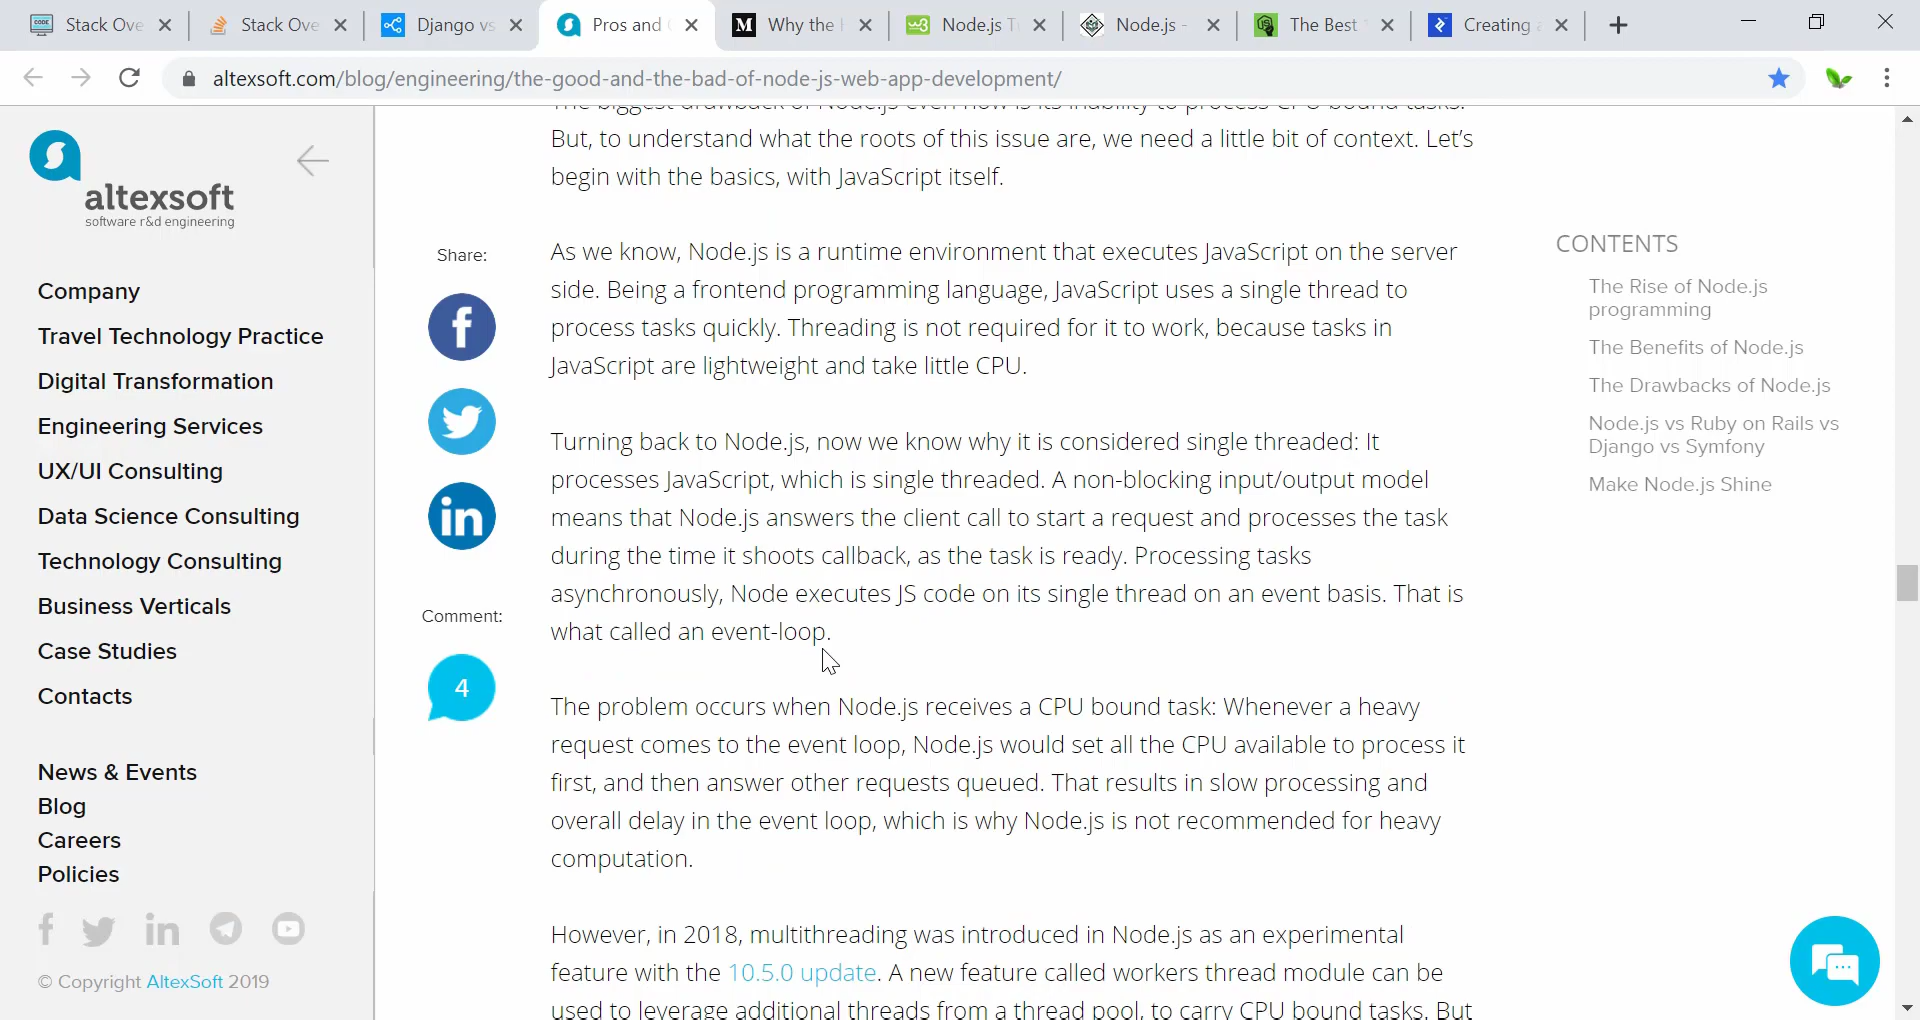 Stack Ove
Stack Ove
Django vs
Pros and
Why the
Node.js T
Node.js -
The Best
Creating
altexsoft.com/blog/engineering/the-good-and-the-bad-of-node-js-web-app-development/
altexsoft
software r&d engineering
Company
Travel Technology Practice
Digital Transformation
Engineering Services
UX/UI Consulting
Data Science Consulting
Technology Consulting
Business Verticals
Case Studies
Contacts
News & Events
Blog
Careers
Policies
© Copyright AltexSoft 2019
Share:
Comment:
4
The biggest drawback of Node.js even now is its inability to process CPU bound tasks.
But, to understand what the roots of this issue are, we need a little bit of context. Let’s
begin with the basics, with JavaScript itself.
As we know, Node.js is a runtime environment that executes JavaScript on the server
side. Being a frontend programming language, JavaScript uses a single thread to
process tasks quickly. Threading is not required for it to work, because tasks in
JavaScript are lightweight and take little CPU.
Turning back to Node.js, now we know why it is considered single threaded: It
processes JavaScript, which is single threaded. A non-blocking input/output model
means that Node.js answers the client call to start a request and processes the task
during the time it shoots callback, as the task is ready. Processing tasks
asynchronously, Node executes JS code on its single thread on an event basis. That is
what called an event-loop.
The problem occurs when Node.js receives a CPU bound task: Whenever a heavy
request comes to the event loop, Node.js would set all the CPU available to process it
first, and then answer other requests queued. That results in slow processing and
overall delay in the event loop, which is why Node.js is not recommended for heavy
computation.
However, in 2018, multithreading was introduced in Node.js as an experimental
feature with the 10.5.0 update. A new feature called workers thread module can be
used to leverage additional threads from a thread pool, to carry CPU bound tasks. But
CONTENTS
The Rise of Node.js
programming
The Benefits of Node.js
The Drawbacks of Node.js
Node.js vs Ruby on Rails vs
Django vs Symfony
Make Node.js Shine